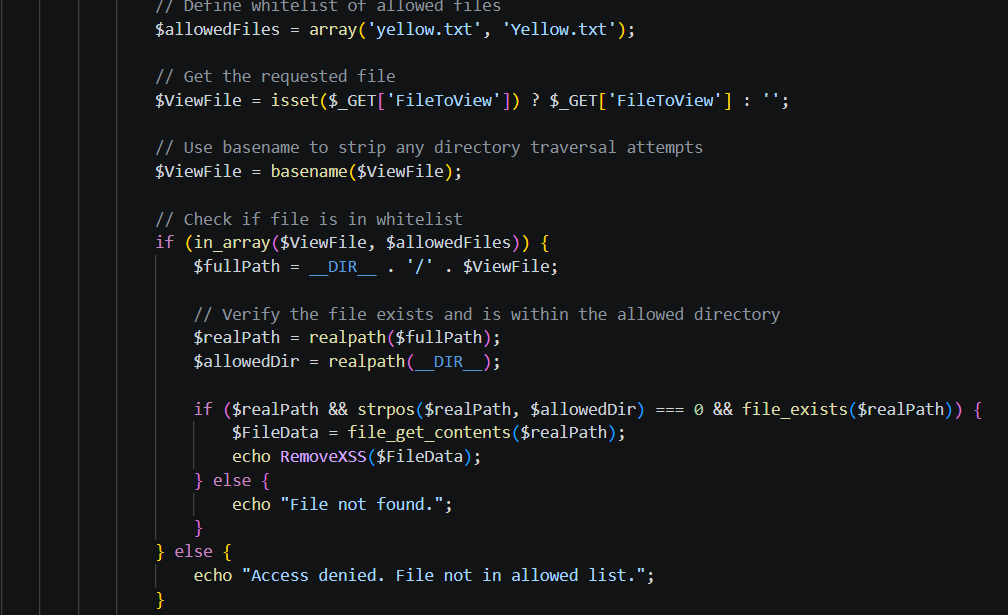 // Define whitelist of allowed files
$allowedFiles = array('yellow.txt', 'Yellow.txt');
// Get the requested file
$ViewFile = isset($_GET['FileToView']) ? $_GET['FileToView'] : '';
// Use basename to strip any directory traversal attempts
$ViewFile = basename($ViewFile);
// Check if file is in whitelist
if (in_array($ViewFile, $allowedFiles)) {
$fullPath = __DIR__ . '/' . $ViewFile;
// Verify the file exists and is within the allowed directory
$realPath = realpath($fullPath);
$allowedDir = realpath(__DIR__);
if ($realPath && strpos($realPath, $allowedDir) === 0 && file_exists($realPath)) {
$FileData = file_get_contents($realPath);
echo RemoveXSS($FileData);
} else {
echo "File not found.";
}
} else {
echo "Access denied. File not in allowed list.";
}